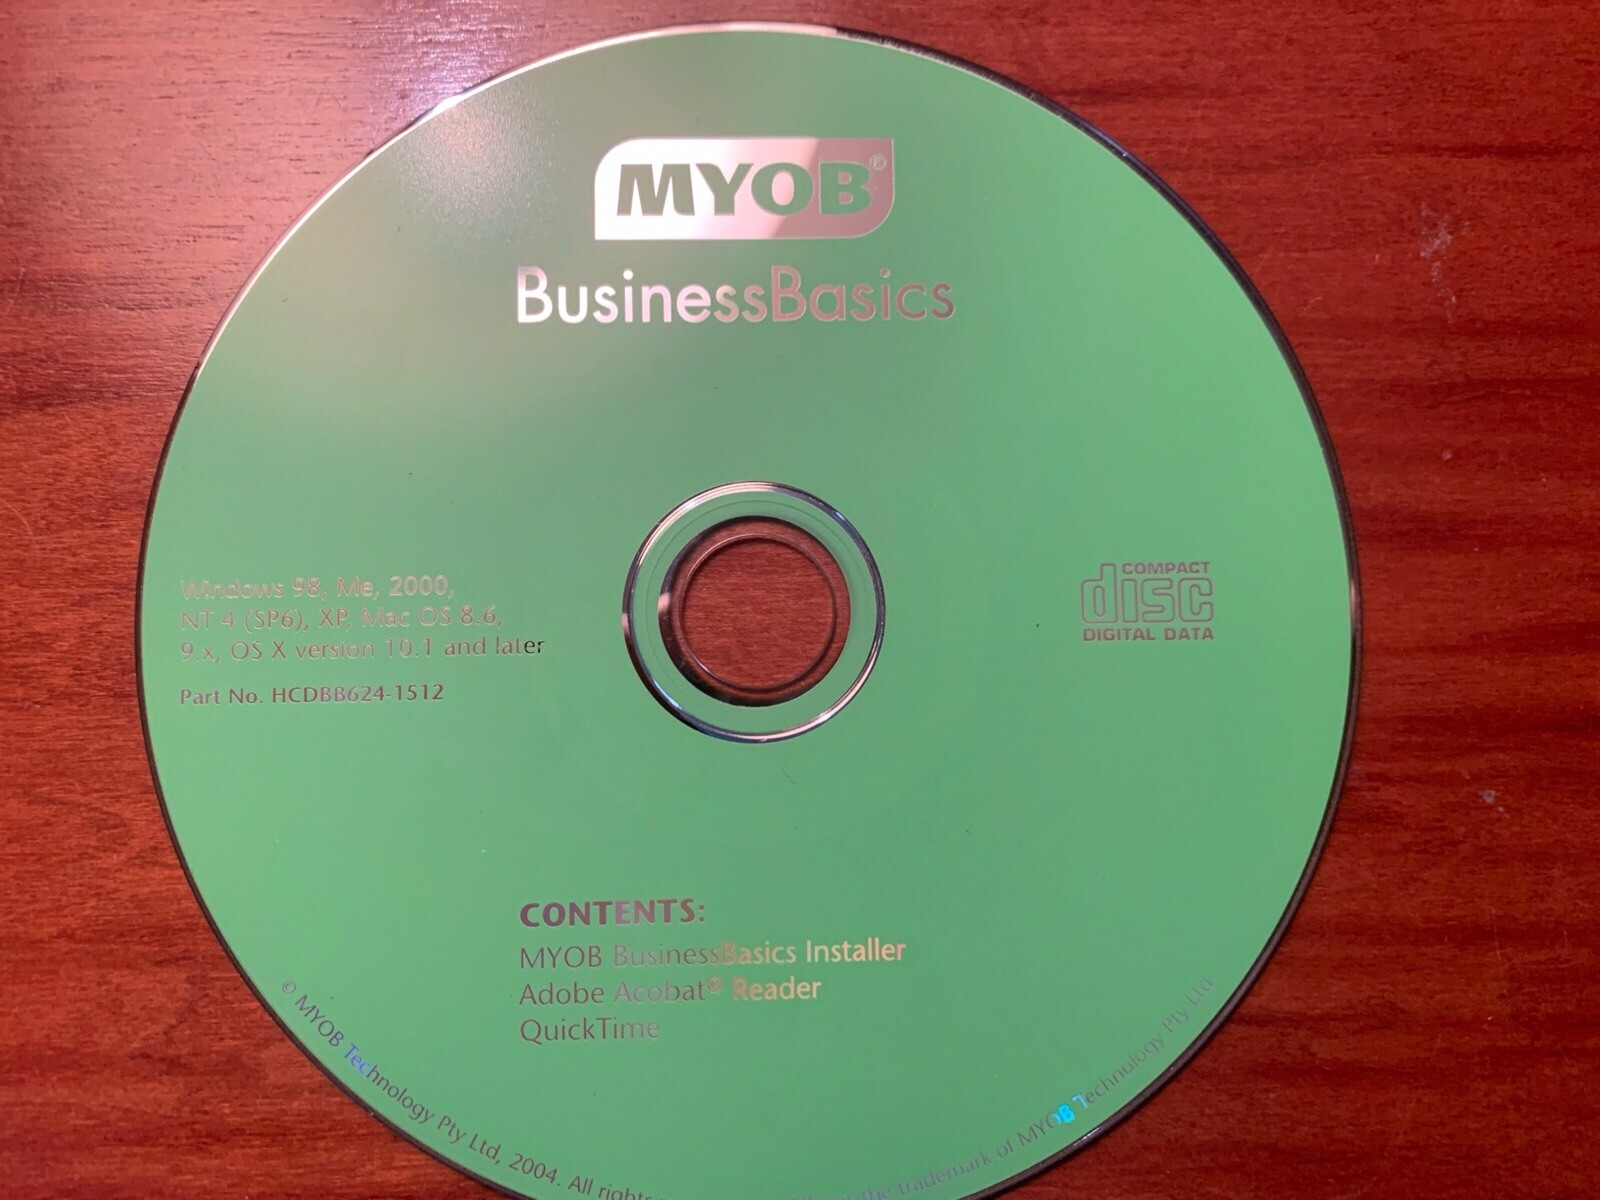 MYOB®
BusinessBasics
Windows 98, Me, 2000,
NT 4 (SP6), XP, Mac OS 8.6,
9.x, OS X version 10.1 and later
Part No. HCDBB624-1512
COMPACT
disc
DIGITAL DATA
CONTENTS:
MYOB BusinessBasics Installer
Adobe Acobat® Reader
QuickTime
© MYOB Technology Pty Ltd, 2004. All rights the trademark of MYOB Technology Pty Ltd